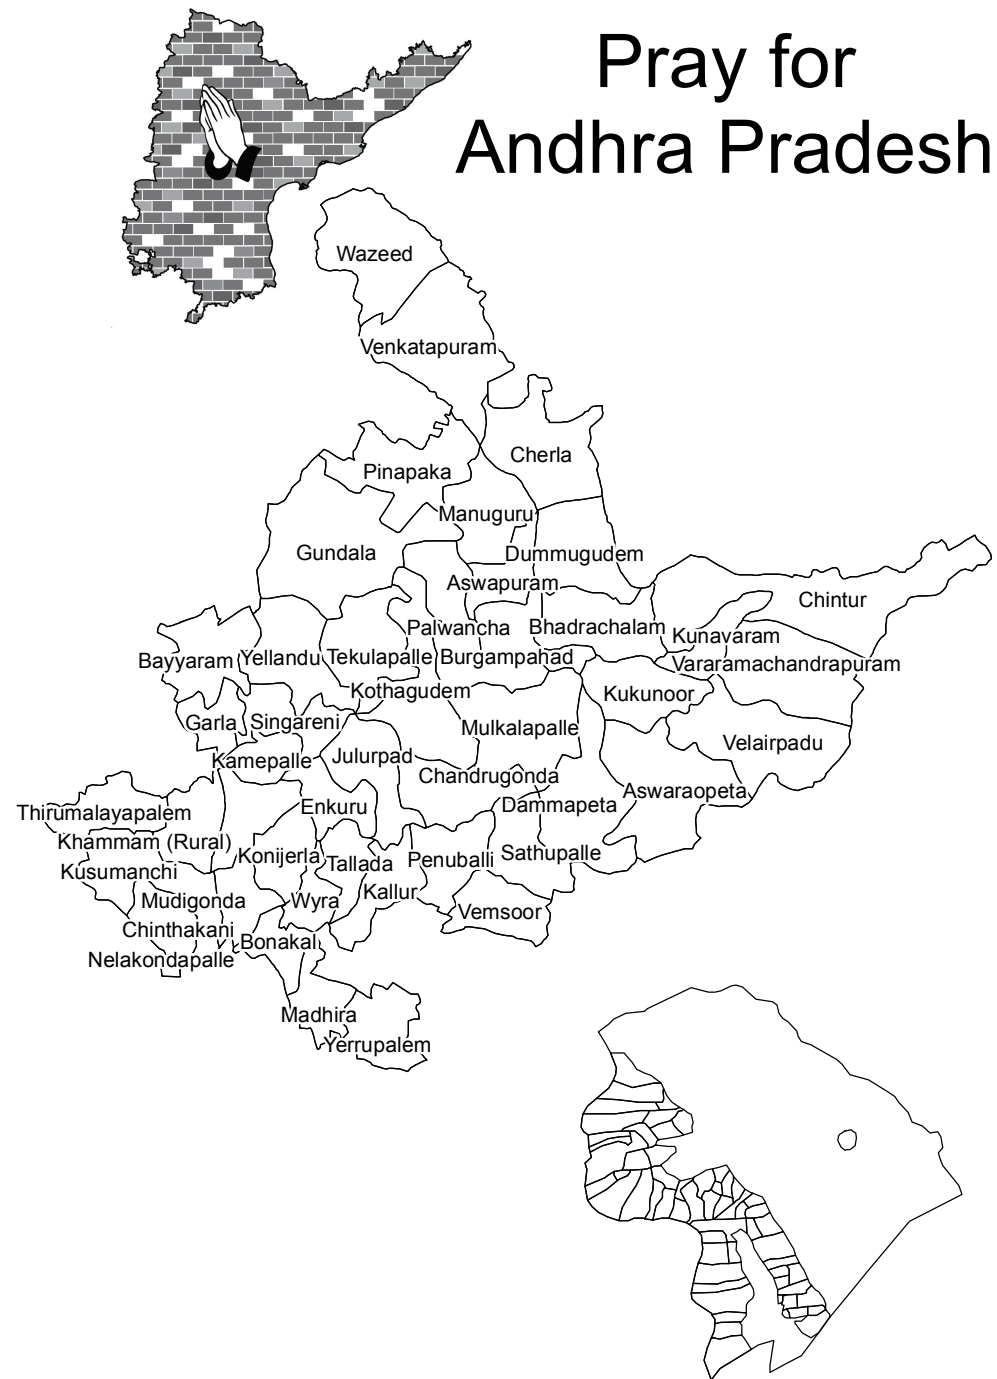 Pray for
Andhra Pradesh
Wazeed
Venkatapuram
Cherla
Pinapaka
Manuguru
Gundala
Dummugudem
Aswapuram
Chintur
Palwancha
Bhadrachalam
Kunavaram
Bayyaram
Yellandu
Tekulapalle
Burgampahad
Vararamachandrapuram
Kothagudem
Kukunoor
Garla
Singareni
Mulkalapalle
Velairpadu
Kamepalle
Julurpad
Chandrugonda
Aswaraopeta
Thirumalayapalem
Enkuru
Dammapeta
Khammam (Rural)
Konijerla
Tallada
Penuballi
Sathupalle
Kusumanchi
Kallur
Mudigonda
Wyra
Vemsoor
Chinthakani
Bonakal
Nelakondapalle
Madhira
Yerrupalem